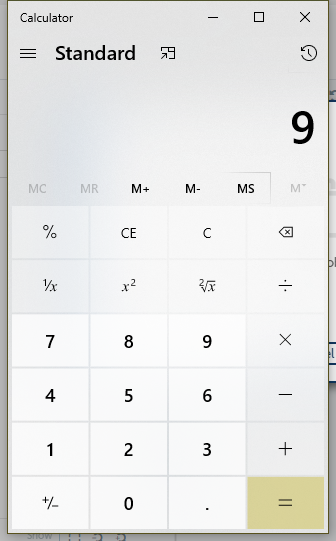 Calculator
Standard
9
MC MR M+ M- MS M˅
% CE C
¹/x x² ²√x ÷
7 8 9 ×
4 5 6 −
1 2 3 +
+/− 0 . =
Show